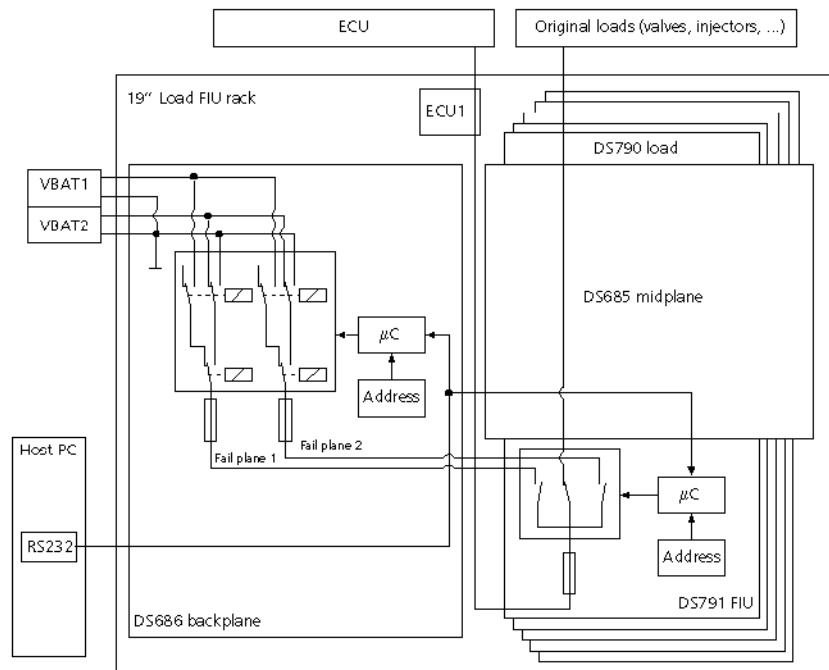 ECU
Original loads (valves, injectors, ...)
19“ Load FIU rack
ECU1
DS790 load
VBAT1
VBAT2
DS685 midplane
μC
Address
Fail plane 1
Fail plane 2
Host PC
RS232
μC
Address
DS791 FIU
DS686 backplane